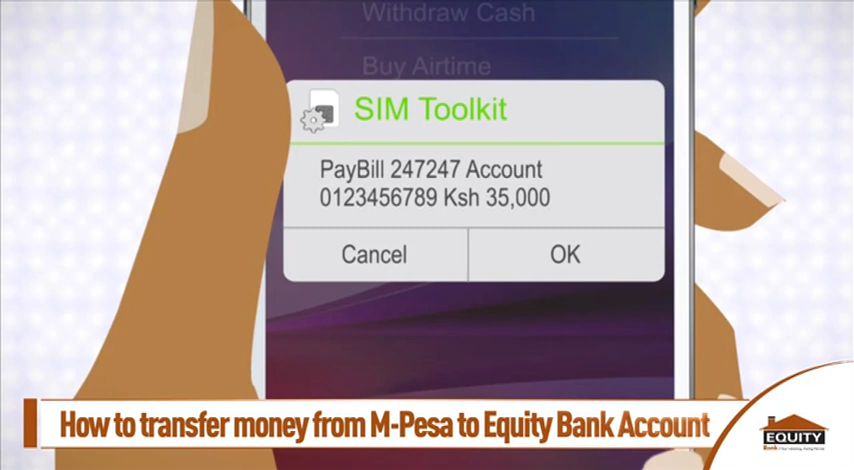 Withdraw Cash
Buy Airtime
SIM Toolkit
PayBill 247247 Account
0123456789 Ksh 35,000
Cancel
OK
How to transfer money from M-Pesa to Equity Bank Account
EQUITY
Bank